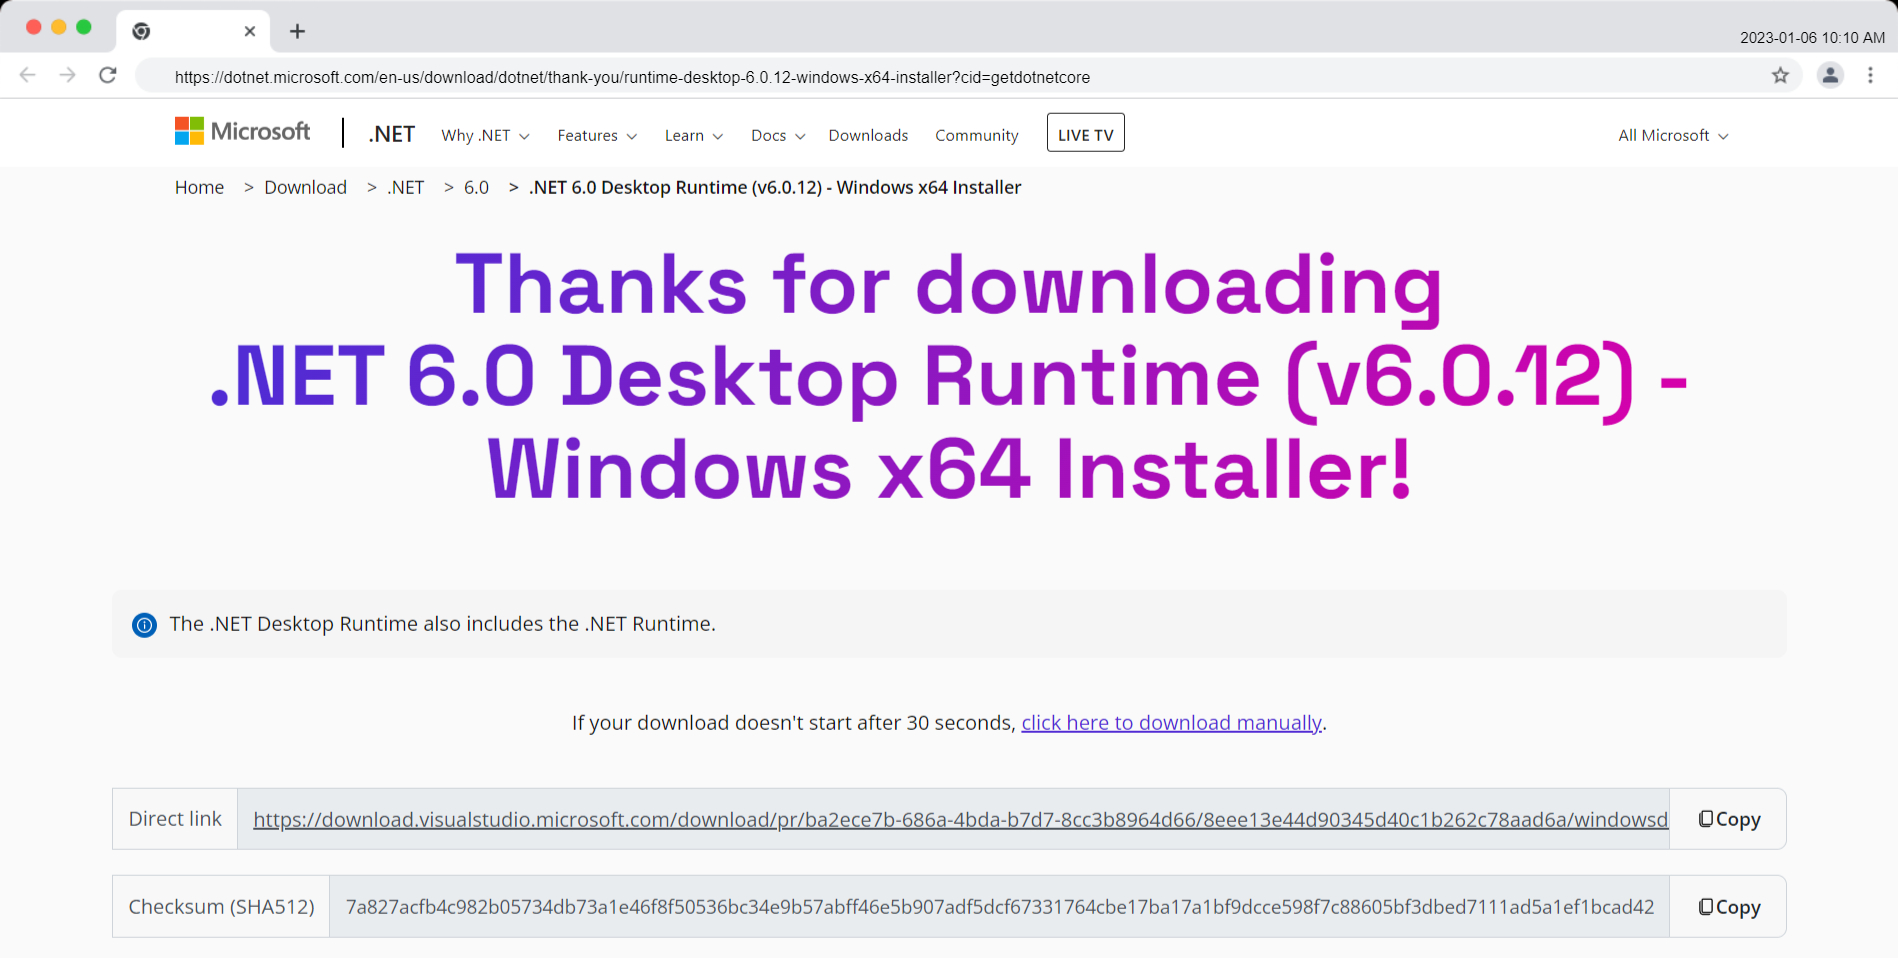 2023-01-06 10:10 AM
https://dotnet.microsoft.com/en-us/download/dotnet/thank-you/runtime-desktop-6.0.12-windows-x64-installer?cid=getdotnetcore
Microsoft .NET Why .NET Features Learn Docs Downloads Community LIVE TV All Microsoft
Home > Download > .NET > 6.0 > .NET 6.0 Desktop Runtime (v6.0.12) - Windows x64 Installer
Thanks for downloading
.NET 6.0 Desktop Runtime (v6.0.12) -
Windows x64 Installer!
The .NET Desktop Runtime also includes the .NET Runtime.
If your download doesn't start after 30 seconds, click here to download manually.
Direct link https://download.visualstudio.microsoft.com/download/pr/ba2ece7b-686a-4bda-b7d7-8cc3b8964d66/8eee13e44d90345d40c1b262c78aad6a/windowsd Copy
Checksum (SHA512) 7a827acfb4c982b05734db73a1e46f8f50536bc34e9b57abff46e5b907adf5dcf67331764cbe17ba17a1bf9dcce598f7c88605bf3dbed7111ad5a1ef1bcad42 Copy